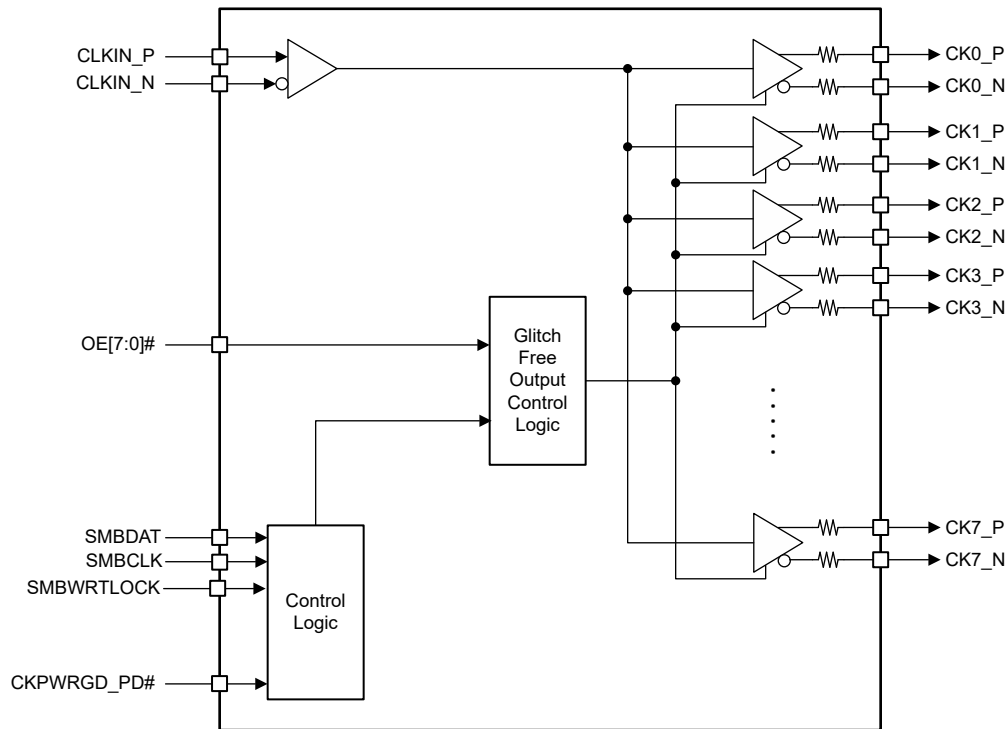 CLKIN_P
CLKIN_N
CK0_P
CK0_N
CK1_P
CK1_N
CK2_P
CK2_N
CK3_P
CK3_N
OE[7:0]#
Glitch
Free
Output
Control
Logic
SMBDAT
SMBCLK
SMBWRTLOCK
CKPWRGD_PD#
Control
Logic
CK7_P
CK7_N